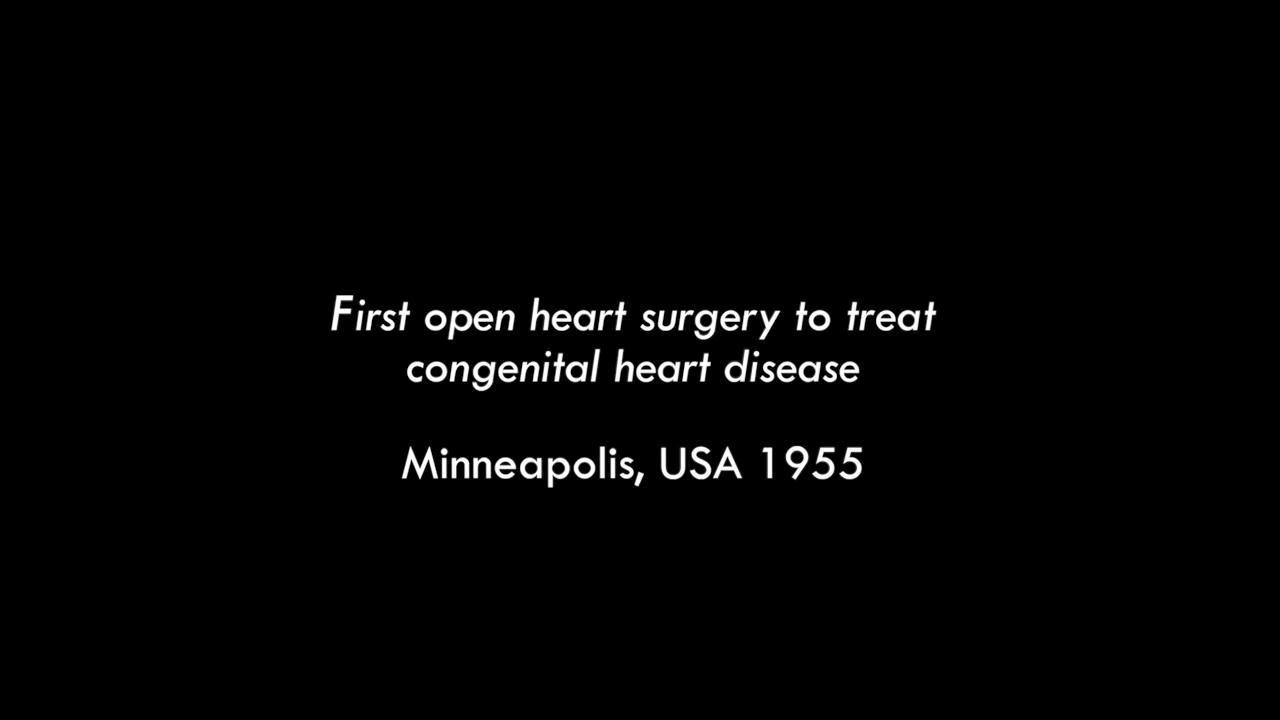 First open heart surgery to treat
congenital heart disease
Minneapolis, USA 1955